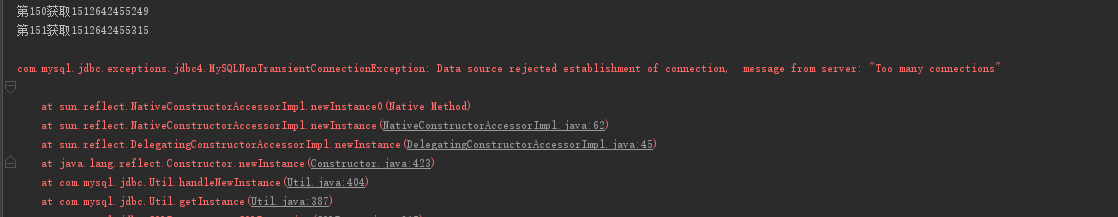 第150获取1512642455249
第151获取1512642455315
com.mysql.jdbc.exceptions.jdbc4.MySQLNonTransientConnectionException: Data source rejected establishment of connection,  message from server: "Too many connections"
at sun.reflect.NativeConstructorAccessorImpl.newInstance0(Native Method)
at sun.reflect.NativeConstructorAccessorImpl.newInstance(NativeConstructorAccessorImpl.java:62)
at sun.reflect.DelegatingConstructorAccessorImpl.newInstance(DelegatingConstructorAccessorImpl.java:45)
at java.lang.reflect.Constructor.newInstance(Constructor.java:423)
at com.mysql.jdbc.Util.handleNewInstance(Util.java:404)
at com.mysql.jdbc.Util.getInstance(Util.java:387)